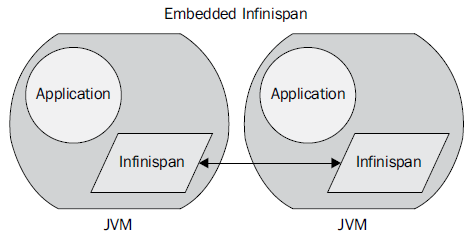 Embedded Infinispan
Application
Application
Infinispan
Infinispan
JVM
JVM